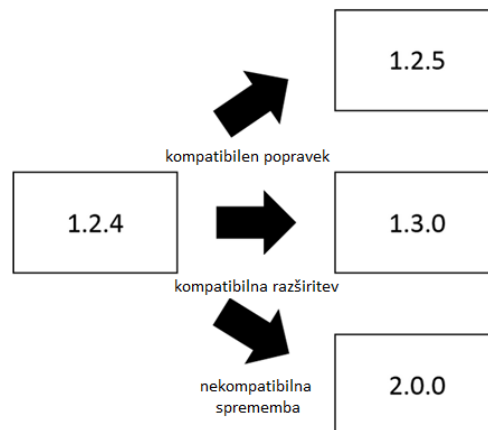 1.2.5
kompatibilen popravek
1.2.4
1.3.0
kompatibilna razširitev
nekompatibilna
sprememba
2.0.0